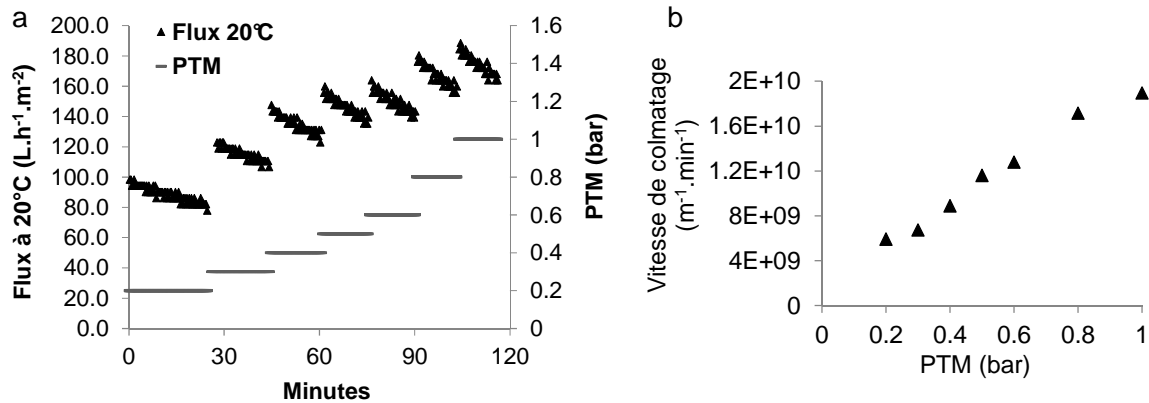 a
200.0
180.0
160.0
140.0
120.0
100.0
80.0
60.0
40.0
20.0
0.0
Flux à 20°C (L.h-1.m-2)
Flux 20°C
PTM
1.6
1.4
1.2
1
0.8
0.6
0.4
0.2
0
PTM (bar)
0 30 60 90 120
Minutes
b
2E+10
1.6E+10
1.2E+10
8E+09
4E+09
0
Vitesse de colmatage
(m-1.min-1)
0 0.2 0.4 0.6 0.8 1
PTM (bar)